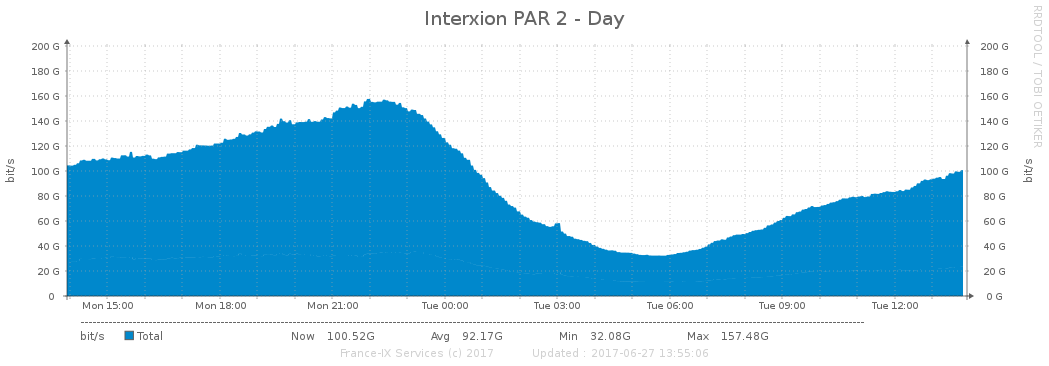 Interxion PAR 2 - Day
RRDTOOL / TOBI OETIKER
200 G 200 G
180 G 180 G
160 G 160 G
140 G 140 G
120 G 120 G
100 G 100 G
80 G 80 G
60 G 60 G
40 G 40 G
20 G 20 G
0 0 G
bit/s bit/s
Mon 15:00 Mon 18:00 Mon 21:00 Tue 00:00 Tue 03:00 Tue 06:00 Tue 09:00 Tue 12:00
bit/s Total Now 100.52G Avg 92.17G Min 32.08G Max 157.48G
France-IX Services (c) 2017 Updated : 2017-06-27 13:55:06